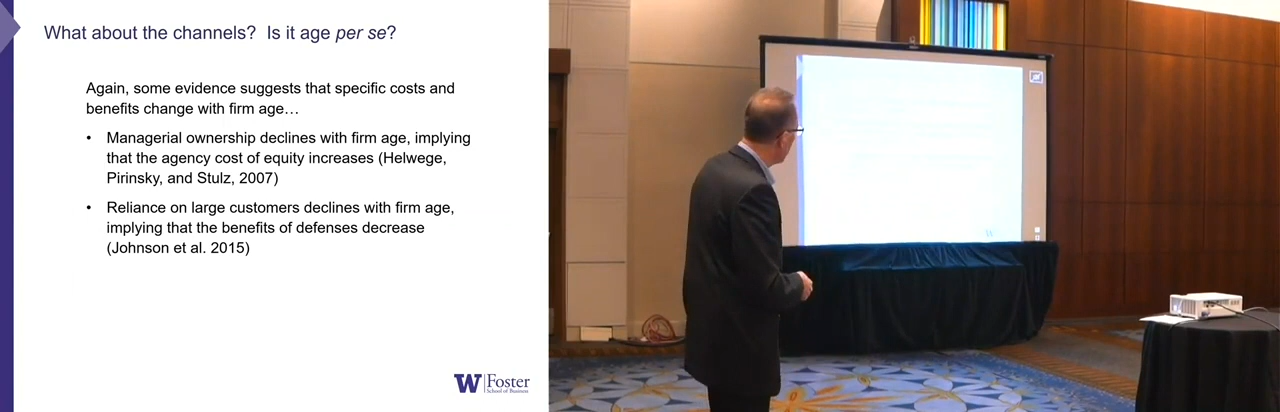 What about the channels?  Is it age per se?
Again, some evidence suggests that specific costs and
benefits change with firm age…
• Managerial ownership declines with firm age, implying
that the agency cost of equity increases (Helwege,
Pirinsky, and Stulz, 2007)
• Reliance on large customers declines with firm age,
implying that the benefits of defenses decrease
(Johnson et al. 2015)
W Foster
School of Business